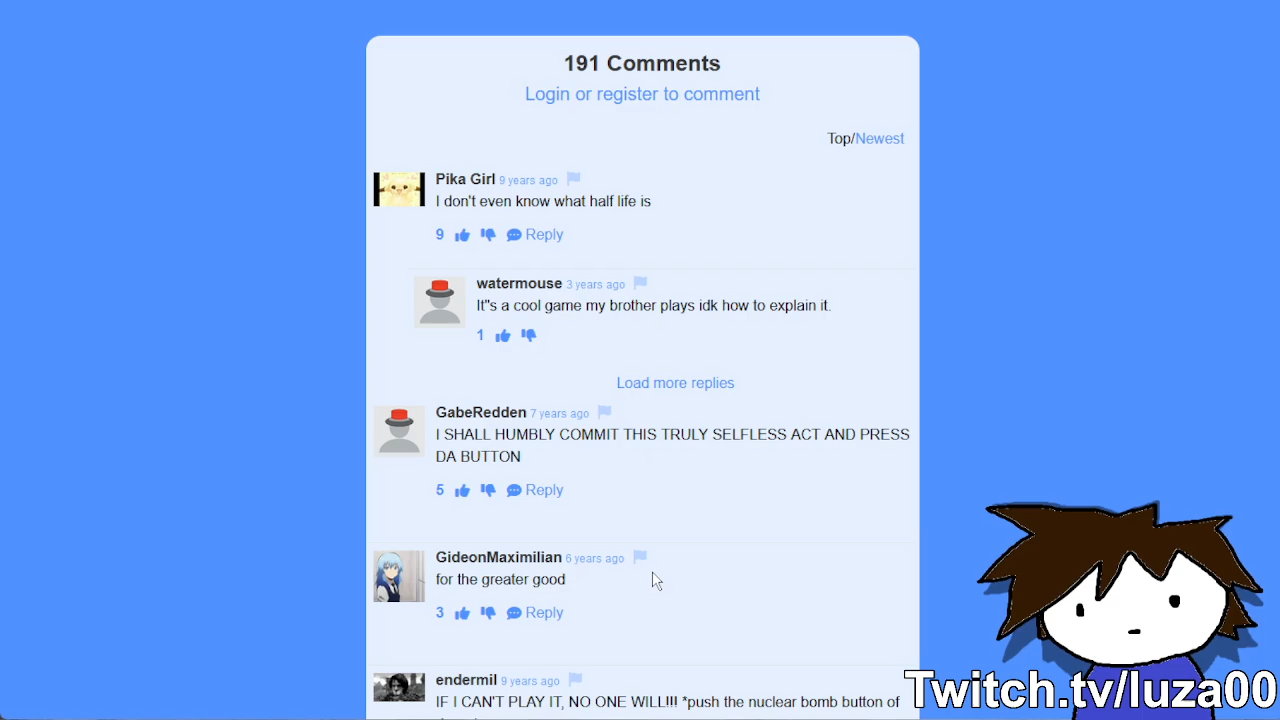 191 Comments
Login or register to comment
Top/Newest
Pika Girl 9 years ago
I don't even know what half life is
9 Reply
watermouse 3 years ago
It"s a cool game my brother plays idk how to explain it.
1
Load more replies
GabeRedden 7 years ago
I SHALL HUMBLY COMMIT THIS TRULY SELFLESS ACT AND PRESS
DA BUTTON
5 Reply
GideonMaximilian 6 years ago
for the greater good
3 Reply
endermil 9 years ago
IF I CAN'T PLAY IT, NO ONE WILL!!! *push the nuclear bomb button of
Twitch.tv/luza00